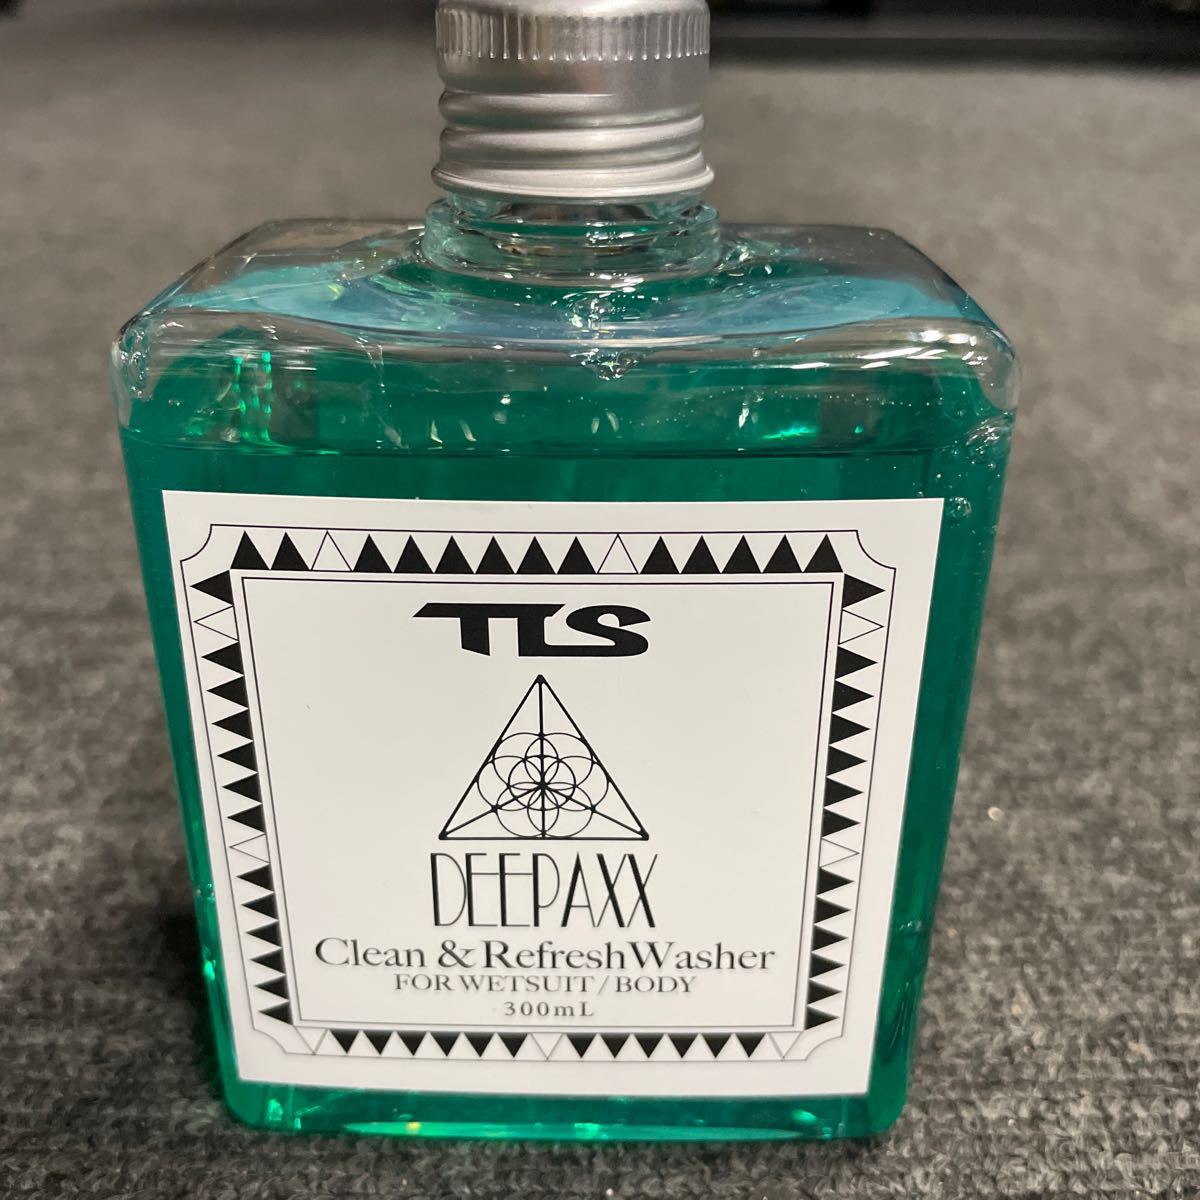 TLS
DEEPAXX
Clean & Refresh Washer
FOR WETSUIT / BODY
300mL